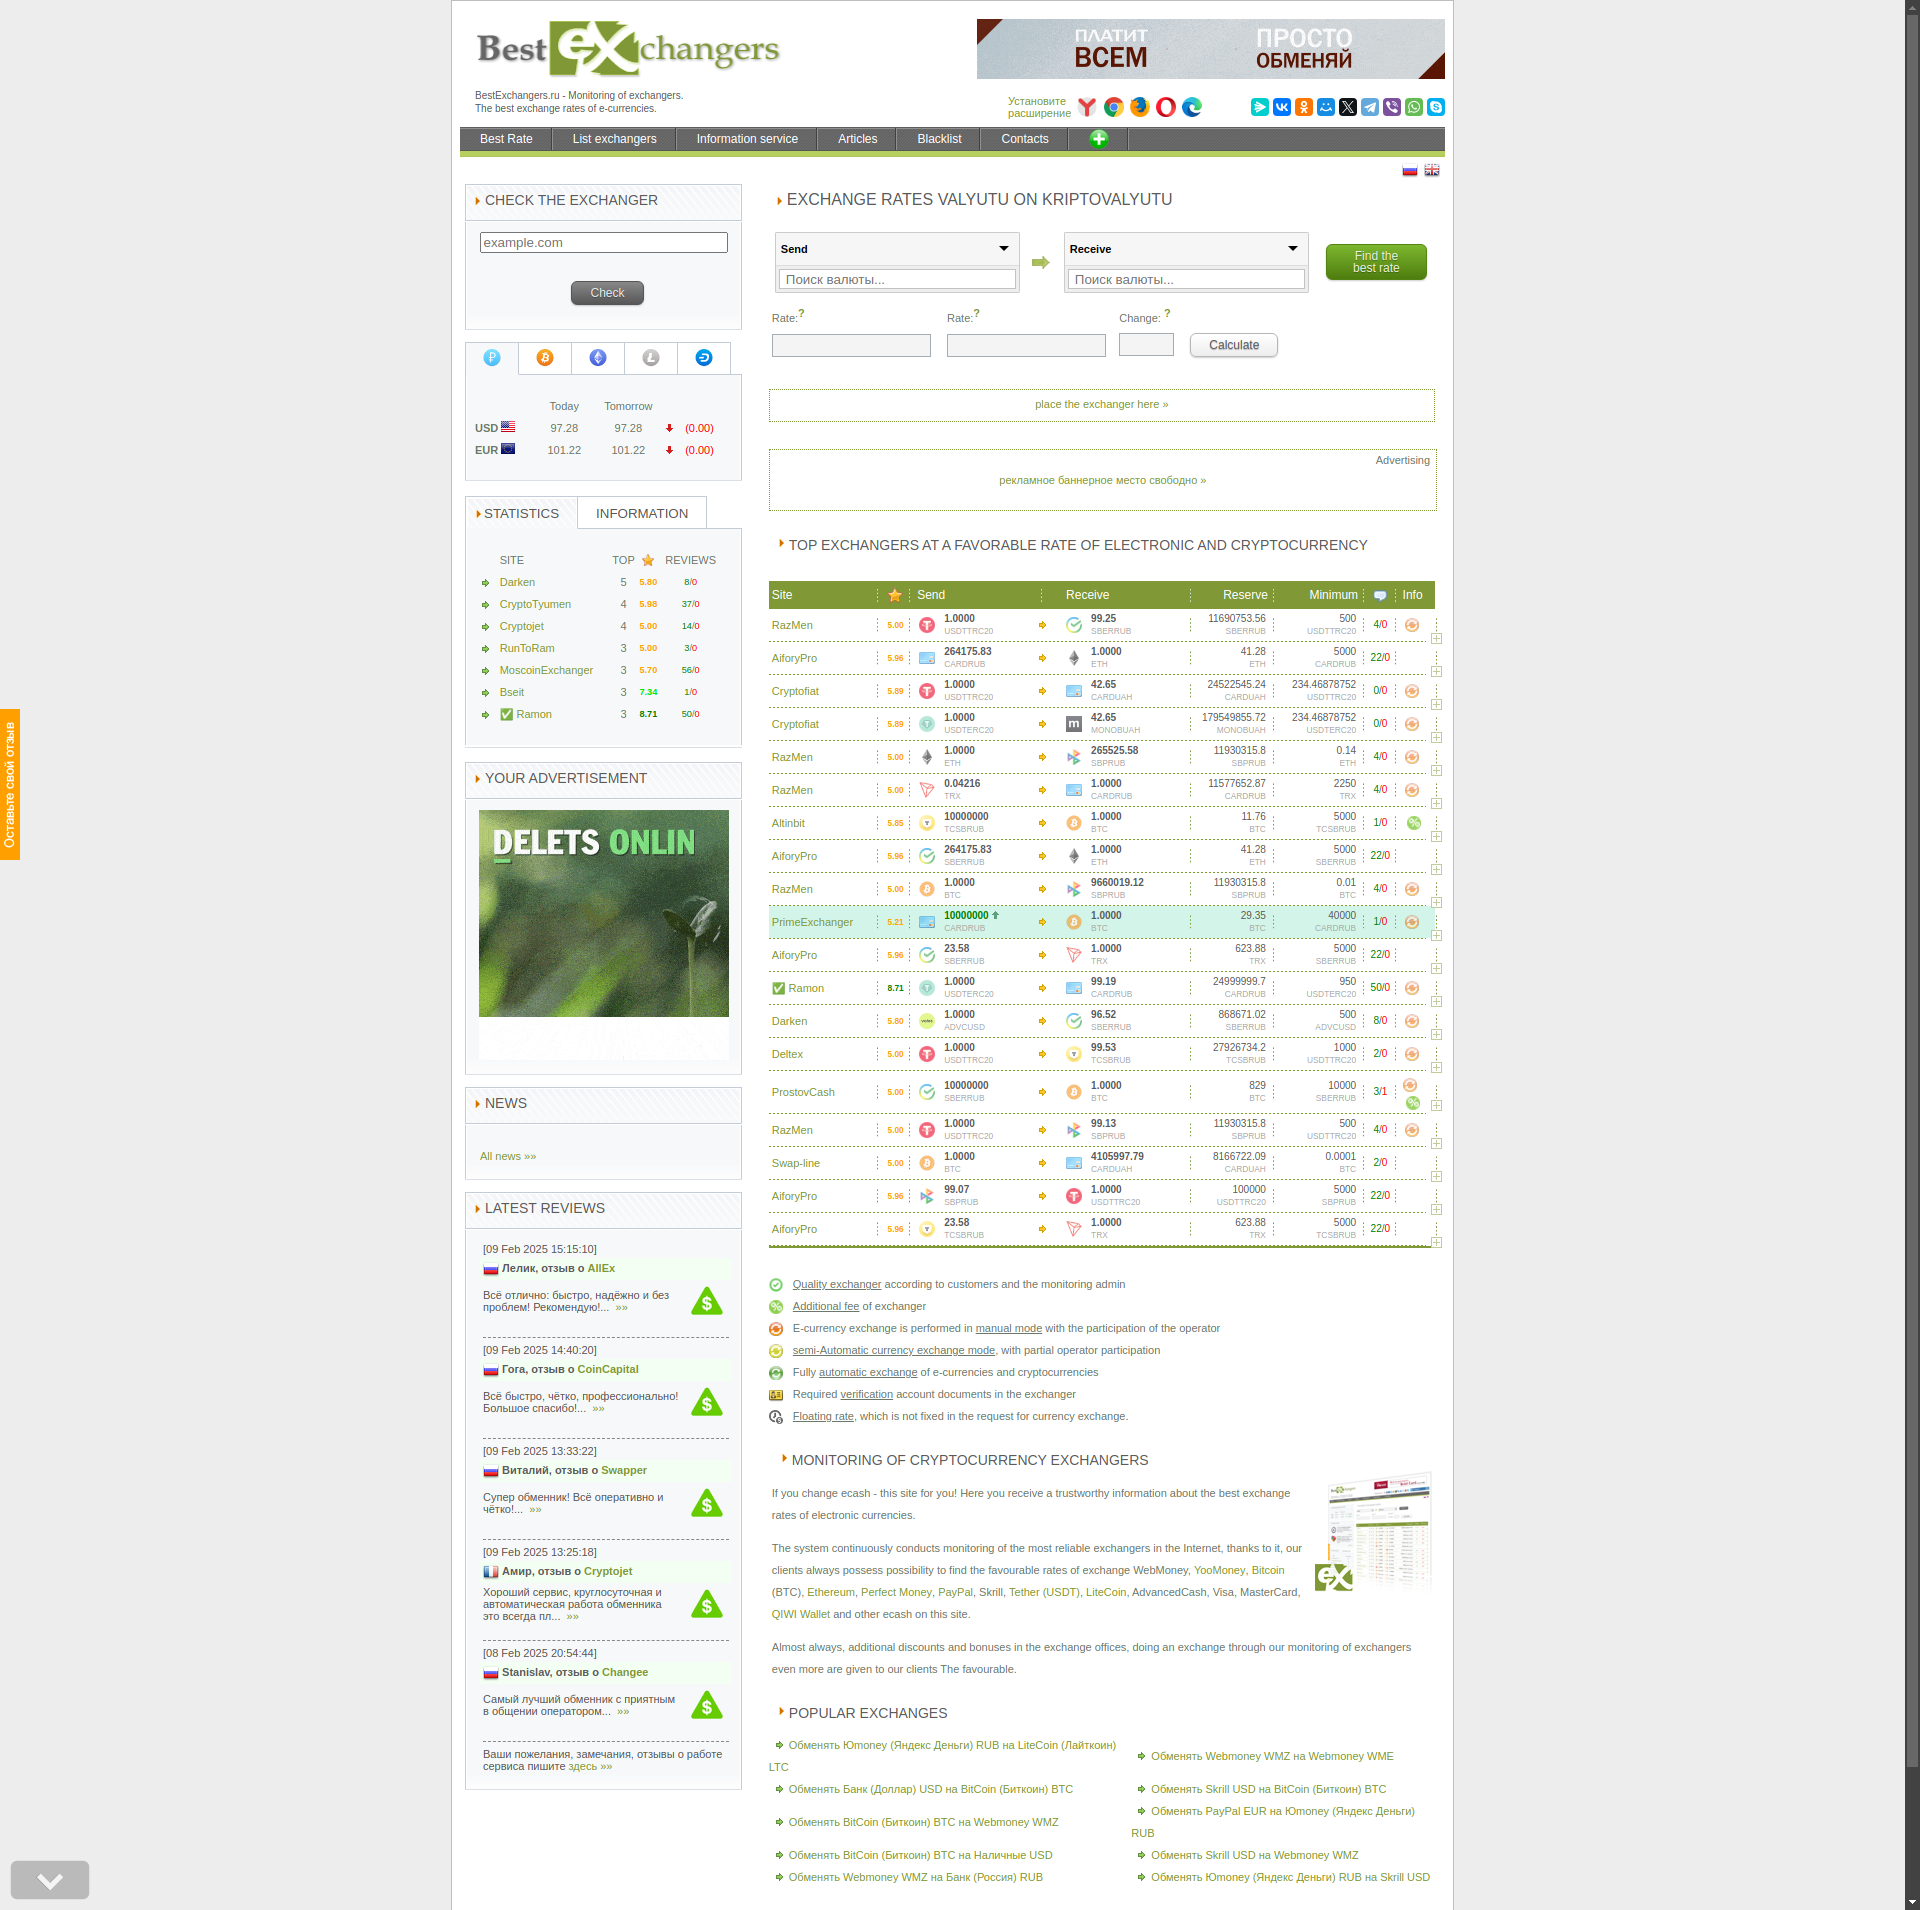 Best exchangers
ПЛАТИТ ВСЕМ
ПРОСТО ОБМЕНЯЙ
BestExchangers.ru - Monitoring of exchangers.
The best exchange rates of e-currencies.
Установите
расширение
Best Rate List exchangers Information service Articles Blacklist Contacts
CHECK THE EXCHANGER
example.com
Check
Today Tomorrow
USD 97.28 97.28 (0.00)
EUR 101.22 101.22 (0.00)
STATISTICS INFORMATION
SITE TOP REVIEWS
Darken 5 5.80 8/0
CryptoTyumen 4 5.98 37/0
Cryptojet 4 5.00 14/0
RunToRam 3 5.00 3/0
MoscoinExchanger 3 5.70 56/0
Bseit 3 7.34 1/0
✅ Ramon 3 8.71 50/0
YOUR ADVERTISEMENT
DELETS ONLIN
NEWS
All news »»
LATEST REVIEWS
[09 Feb 2025 15:15:10]
Лелик, отзыв о AllEx
Всё отлично: быстро, надёжно и без
проблем! Рекомендую!... »»
[09 Feb 2025 14:40:20]
Гога, отзыв о CoinCapital
Всё быстро, чётко, профессионально!
Большое спасибо!... »»
[09 Feb 2025 13:33:22]
Виталий, отзыв о Swapper
Супер обменник! Всё оперативно и
чётко!... »»
[09 Feb 2025 13:25:18]
Амир, отзыв о Cryptojet
Хороший сервис, круглосуточная и
автоматическая работа обменника
это всегда пл... »»
[08 Feb 2025 20:54:44]
Stanislav, отзыв о Changee
Самый лучший обменник с приятным
в общении оператором... »»
Ваши пожелания, замечания, отзывы о работе
сервиса пишите здесь »»
Оставьте свой отзыв
EXCHANGE RATES VALYUTU ON KRIPTOVALYUTU
Send Receive
Поиск валюты... Поиск валюты...
Find the
best rate
Rate:? Rate:? Change: ?
Calculate
place the exchanger here »
Advertising
рекламное баннерное место свободно »
TOP EXCHANGERS AT A FAVORABLE RATE OF ELECTRONIC AND CRYPTOCURRENCY
Site Send Receive Reserve Minimum Info
RazMen 5.00 1.0000 99.25 11690753.56 500 4/0
USDTTRC20 SBERRUB SBERRUB USDTTRC20
AiforyPro 5.96 264175.83 1.0000 41.28 5000 22/0
CARDRUB ETH ETH CARDRUB
Cryptofiat 5.89 1.0000 42.65 24522545.24 234.46878752 0/0
USDTTRC20 CARDUAH CARDUAH USDTTRC20
Cryptofiat 5.89 1.0000 42.65 179549855.72 234.46878752 0/0
USDTERC20 MONOBUAH MONOBUAH USDTERC20
RazMen 5.00 1.0000 265525.58 11930315.8 0.14 4/0
ETH SBPRUB SBPRUB ETH
RazMen 5.00 0.04216 1.0000 11577652.87 2250 4/0
TRX CARDRUB CARDRUB TRX
Altinbit 5.85 10000000 1.0000 11.76 5000 1/0
TCSBRUB BTC BTC TCSBRUB
AiforyPro 5.96 264175.83 1.0000 41.28 5000 22/0
SBERRUB ETH ETH SBERRUB
RazMen 5.00 1.0000 9660019.12 11930315.8 0.01 4/0
BTC SBPRUB SBPRUB BTC
PrimeExchanger 5.21 10000000 1.0000 29.35 40000 1/0
CARDRUB BTC BTC CARDRUB
AiforyPro 5.96 23.58 1.0000 623.88 5000 22/0
SBERRUB TRX TRX SBERRUB
✅ Ramon 8.71 1.0000 99.19 24999999.7 950 50/0
USDTERC20 CARDRUB CARDRUB USDTERC20
Darken 5.80 1.0000 96.52 868671.02 500 8/0
ADVCUSD SBERRUB SBERRUB ADVCUSD
Deltex 5.00 1.0000 99.53 27926734.2 1000 2/0
USDTTRC20 TCSBRUB TCSBRUB USDTTRC20
ProstovCash 5.00 10000000 1.0000 829 10000 3/1
SBERRUB BTC BTC SBERRUB
RazMen 5.00 1.0000 99.13 11930315.8 500 4/0
USDTTRC20 SBPRUB SBPRUB USDTTRC20
Swap-line 5.00 1.0000 4105997.79 8166722.09 0.0001 2/0
BTC CARDUAH CARDUAH BTC
AiforyPro 5.96 99.07 1.0000 100000 5000 22/0
SBPRUB USDTTRC20 USDTTRC20 SBPRUB
AiforyPro 5.96 23.58 1.0000 623.88 5000 22/0
TCSBRUB TRX TRX TCSBRUB
Quality exchanger according to customers and the monitoring admin
Additional fee of exchanger
E-currency exchange is performed in manual mode with the participation of the operator
semi-Automatic currency exchange mode, with partial operator participation
Fully automatic exchange of e-currencies and cryptocurrencies
Required verification account documents in the exchanger
Floating rate, which is not fixed in the request for currency exchange.
MONITORING OF CRYPTOCURRENCY EXCHANGERS
If you change ecash - this site for you! Here you receive a trustworthy information about the best exchange
rates of electronic currencies.
The system continuously conducts monitoring of the most reliable exchangers in the Internet, thanks to it, our
clients always possess possibility to find the favourable rates of exchange WebMoney, YooMoney, Bitcoin
(BTC), Ethereum, Perfect Money, PayPal, Skrill, Tether (USDT), LiteCoin, AdvancedCash, Visa, MasterCard,
QIWI Wallet and other ecash on this site.
Almost always, additional discounts and bonuses in the exchange offices, doing an exchange through our monitoring of exchangers
even more are given to our clients The favourable.
POPULAR EXCHANGES
Обменять Юmoney (Яндекс Деньги) RUB на LiteCoin (Лайткоин)
LTC
Обменять Webmoney WMZ на Webmoney WME
Обменять Банк (Доллар) USD на BitCoin (Биткоин) BTC
Обменять Skrill USD на BitCoin (Биткоин) BTC
Обменять BitCoin (Биткоин) BTC на Webmoney WMZ
Обменять PayPal EUR на Юmoney (Яндекс Деньги)
RUB
Обменять BitCoin (Биткоин) BTC на Наличные USD
Обменять Skrill USD на Webmoney WMZ
Обменять Webmoney WMZ на Банк (Россия) RUB
Обменять Юmoney (Яндекс Деньги) RUB на Skrill USD